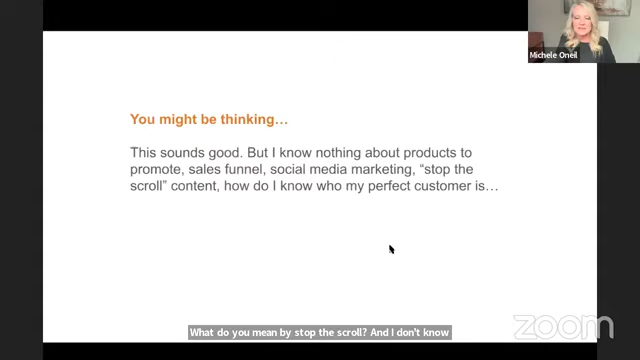 Michele Oneil
You might be thinking…
This sounds good. But I know nothing about products to
promote, sales funnel, social media marketing, “stop the
scroll” content, how do I know who my perfect customer is…
What do you mean by stop the scroll? And I don't know
zoom